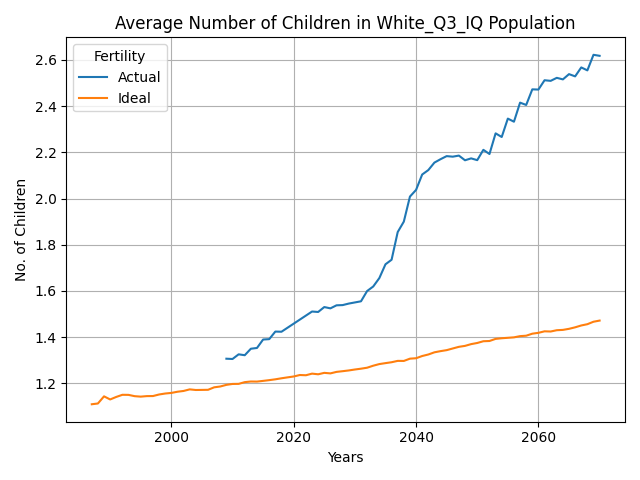 Average Number of Children in White_Q3_IQ Population
Fertility
Actual
Ideal
2.6
2.4
2.2
2.0
1.8
1.6
1.4
1.2
No. of Children
2000
2020
2040
2060
Years